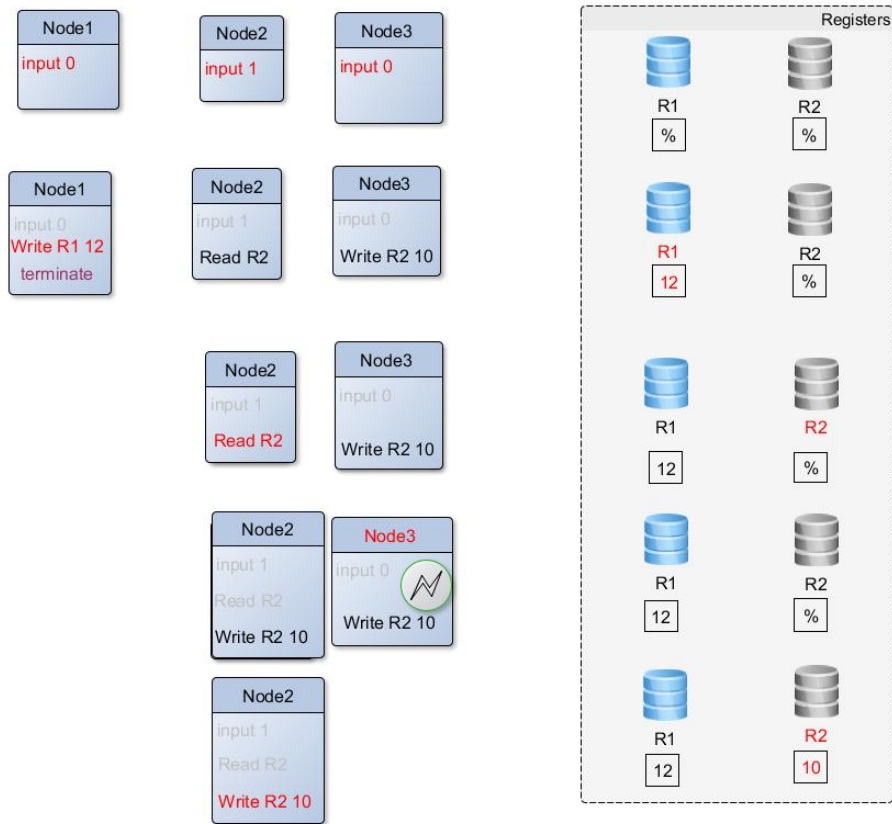 Node1
input 0
Node2
input 1
Node3
input 0
Registers
R1
%
R2
%
Node1
input 0
Write R1 12
terminate
Node2
input 1
Read R2
Node3
input 0
Write R2 10
R1
12
R2
%
Node2
input 1
Read R2
Node3
input 0
Write R2 10
R1
12
R2
%
Node2
input 1
Read R2
Write R2 10
Node3
input 0
Write R2 10
R1
12
R2
%
Node2
input 1
Read R2
Write R2 10
R1
12
R2
10